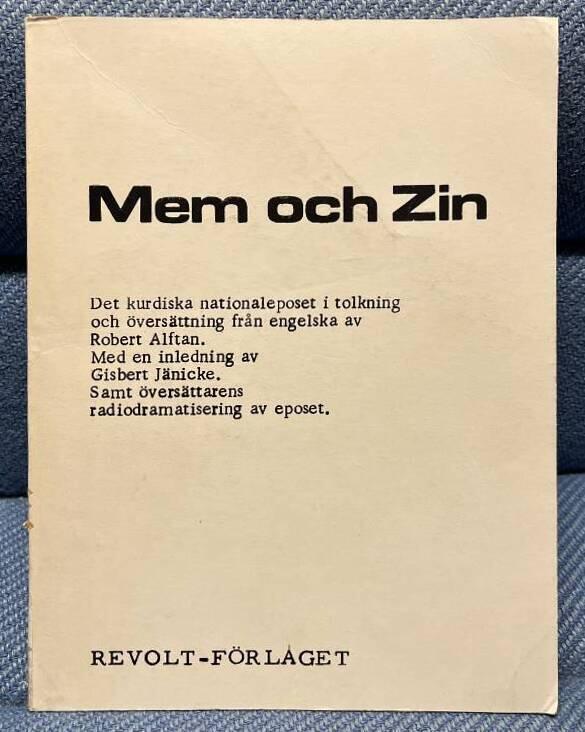 Mem och Zin
Det kurdiska nationaleposet i tolkning
och översättning från engelska av
Robert Alftan.
Med en inledning av
Gisbert Jänicke.
Samt översättarens
radiodramatisering av eposet.
REVOLT-FÖRLAGET